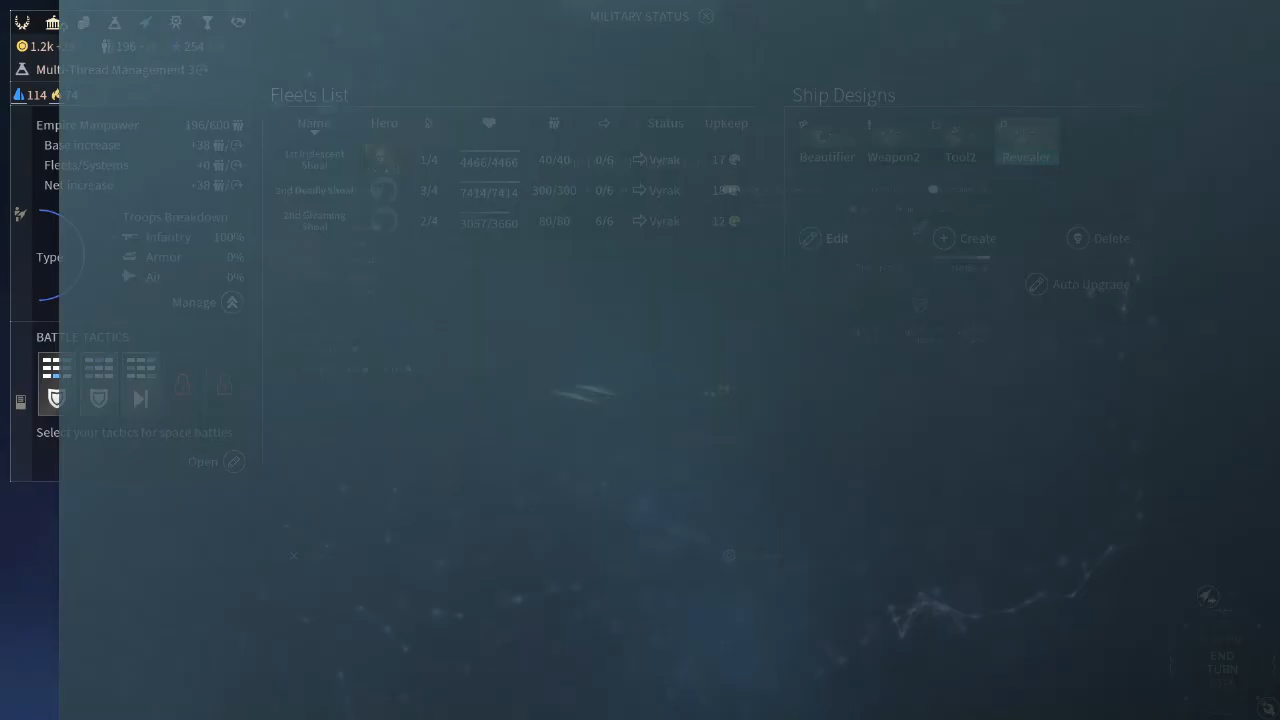 MILITARY STATUS
1.2k
196
254
Multi-Thread Management 3
114
74
Empire Manpower 196/600
Base increase +38
Fleets/Systems +0
Net increase +38
Troops Breakdown
Infantry 100%
Type
Armor 0%
Air 0%
Manage
BATTLE TACTICS
Select your tactics for space battles
Open
Fleets List
Name Hero Status Upkeep
1st Iridescent Shoal 1/4 4466/4466 40/40 0/6 Vyrak 17
2nd Deadly Shoal 3/4 7414/7414 300/300 0/6 Vyrak
2nd Gleaming Shoal 2/4 3057/3660 80/80 6/6 Vyrak 12
Ship Designs
Beautifier Weapon2 Tool2 Revealer
Edit Create Delete
Auto Upgrade
END
TURN